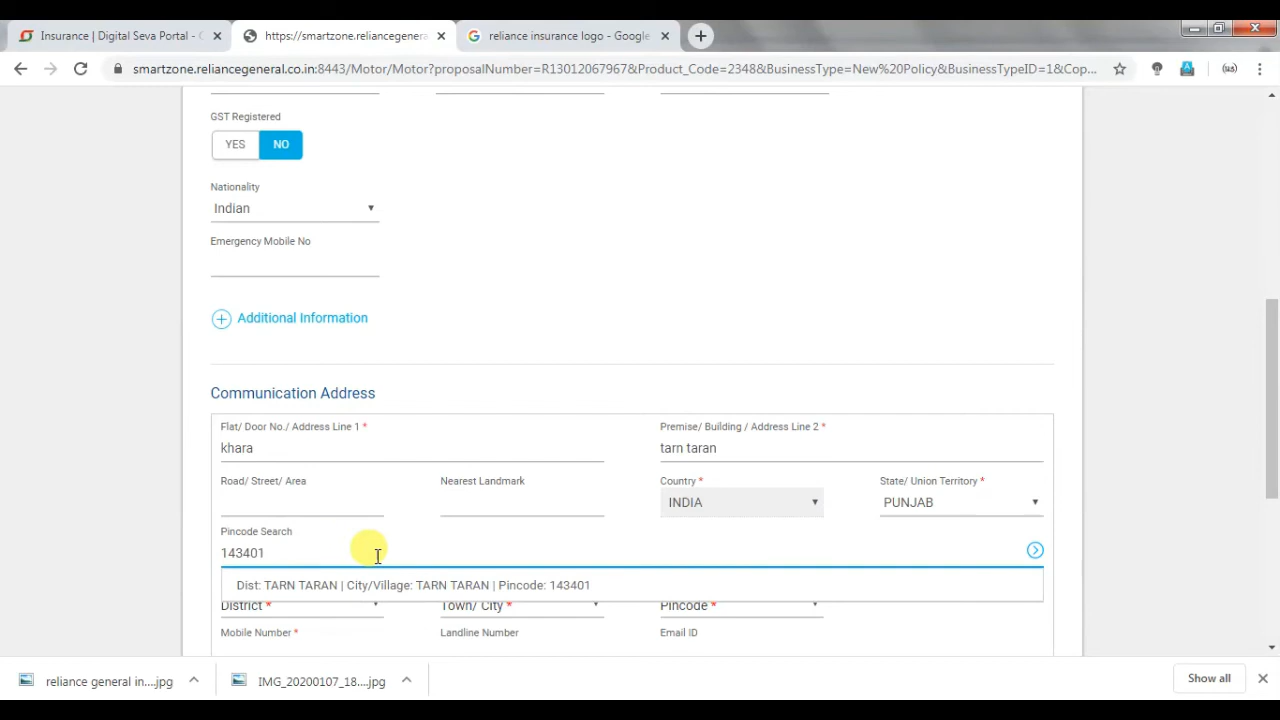 Insurance | Digital Seva Portal - C
https://smartzone.reliancegenera
reliance insurance logo - Google
smartzone.reliancegeneral.co.in:8443/Motor/Motor?proposalNumber=R13012067967&Product_Code=2348&BusinessType=New%20Policy&BusinessTypeID=1&Cop...
GST Registered
YES NO
Nationality
Indian
Emergency Mobile No
Additional Information
Communication Address
Flat/ Door No./ Address Line 1 * Premise/ Building / Address Line 2 *
khara tarn taran
Road/ Street/ Area Nearest Landmark Country * State/ Union Territory *
INDIA PUNJAB
Pincode Search
143401
Dist: TARN TARAN | City/Village: TARN TARAN | Pincode: 143401
District * Town/ City * Pincode *
Mobile Number * Landline Number Email ID
reliance general in....jpg IMG_20200107_18....jpg Show all